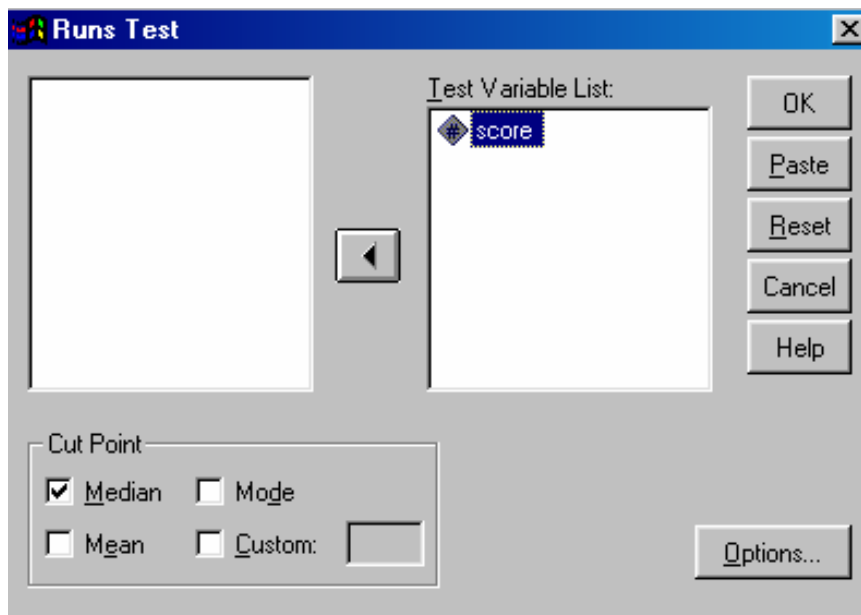 Runs Test
Test Variable List:
# score
OK
Paste
Reset
Cancel
Help
Cut Point
Median
Mode
Mean
Custom:
Options...